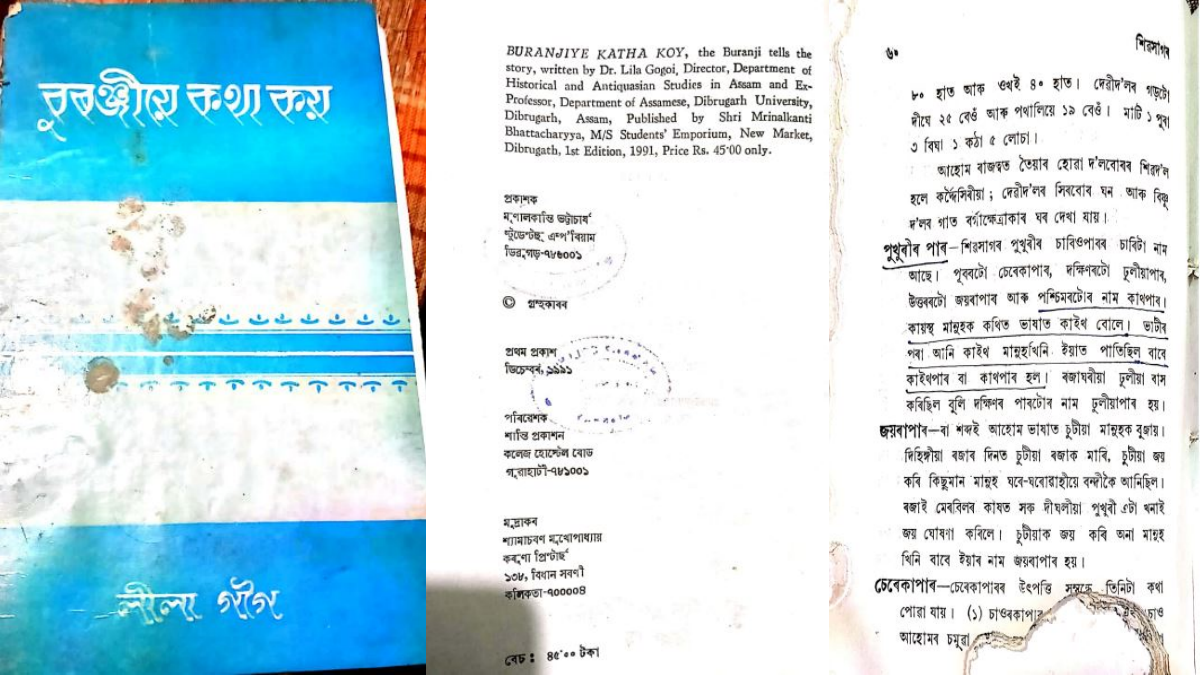 বুৰঞ্জীয়ে কথা কয়
লীলা গগৈ
BURANJIYE KATHA KOY, the Buranji tells the
story, written by Dr. Lila Gogoi, Director, Department of
Historical and Antiquasian Studies in Assam and Ex-
Professor, Department of Assamese, Dibrugarh University,
Dibrugarh, Assam, Published by Shri Mrinalkanti
Bhattacharyya, M/S Students' Emporium, New Market,
Dibrugath, 1st Edition, 1991, Price Rs. 45·00 only.
প্ৰকাশক
মৃণালকান্তি ভট্টাচাৰ্য
ষ্টুডেন্টছ্ এম্প'ৰিয়াম
ডিব্ৰুগড়-৭৮৬০০১
© গ্ৰন্থকাৰৰ
প্ৰথম প্ৰকাশ
ডিচেম্বৰ, ১৯৯১
পৰিবেশক
শান্তি প্ৰকাশন
কলেজ হোষ্টেল ৰোড
গুৱাহাটী-৭৮১০০১
মুদ্ৰাকৰ
শ্যামাচৰণ মুখোপাধ্যায়
কৰুণা প্ৰিন্টাৰ্ছ
১৩৮, বিধান সৰণী
কলিকতা-৭০০০০৪
বেচ : ৪৫·০০ টকা
৬০
শিৱসাগৰ
৮০ হাত আৰু ওখই ৪০ হাত। দেৱীদ'লৰ গড়টো
দীঘে ২৫ বেওঁ আৰু পথালিয়ে ১৯ বেওঁ। মাটি ১ পূৰা
৩ বিঘা ১ কঠা ৫ লোচা।
আহোম ৰাজত্বত তৈয়াৰ হোৱা দ'লবোৰৰ শিৱদ'ল
হলে কৰ্দৈসিৰীয়া ; দেৱীদ'লৰ সিৰবোৰ ঘন আৰু বিষ্ণু
দ'লৰ গাত বৰ্গাক্ষেত্ৰাকাৰ ঘৰ দেখা যায়।
পুখুৰীৰ পাৰ—শিৱসাগৰ পুখুৰীৰ চাৰিওপাৰৰ চাৰিটা নাম
আছে। পূবৰটো চেৰেকাপাৰ, দক্ষিণৰটো ঢুলীয়াপাৰ,
উত্তৰৰটো জয়ৰাপাৰ আৰু পশ্চিমৰটোৰ নাম কাথপাৰ।
কায়স্থ মানুহক কথিত ভাষাত কাইথ বোলে। ভাটীৰ
পৰা আনি কাইথ মানুহখিনি ইয়াত পাতিছিল বাবে
কাইথপাৰ বা কাথপাৰ হল। ৰজাঘৰীয়া ঢুলীয়া বাস
কৰিছিল বুলি দক্ষিণৰ পাৰটোৰ নাম ঢুলীয়াপাৰ হয়।
জয়ৰাপাৰ—ৰা শব্দই আহোম ভাষাত চুটীয়া মানুহক বুজায়।
দিহিঙ্গীয়া ৰজাৰ দিনত চুটীয়া ৰজাক মাৰি, চুটীয়া জয়
কৰি কিছুমান মানুহ ঘৰে-ঘৰোৱাহীয়ে বন্দীকৈ আনিছিল।
ৰজাই মেৰবিলৰ কাষত সৰু দীঘলীয়া পুখুৰী এটা খনাই
জয় ঘোষণা কৰিলে। চুটীয়াক জয় কৰি অনা মানুহ
খিনি বাবে ইয়াৰ নাম জয়ৰাপাৰ হয়।
চেৰেকাপাৰ—চেৰেকাপাৰৰ উৎপত্তি সম্বন্ধে তিনিটা কথা
পোৱা যায়। (১) চাওৰকাপাৰ চাও
আহোমৰ চমুৱা